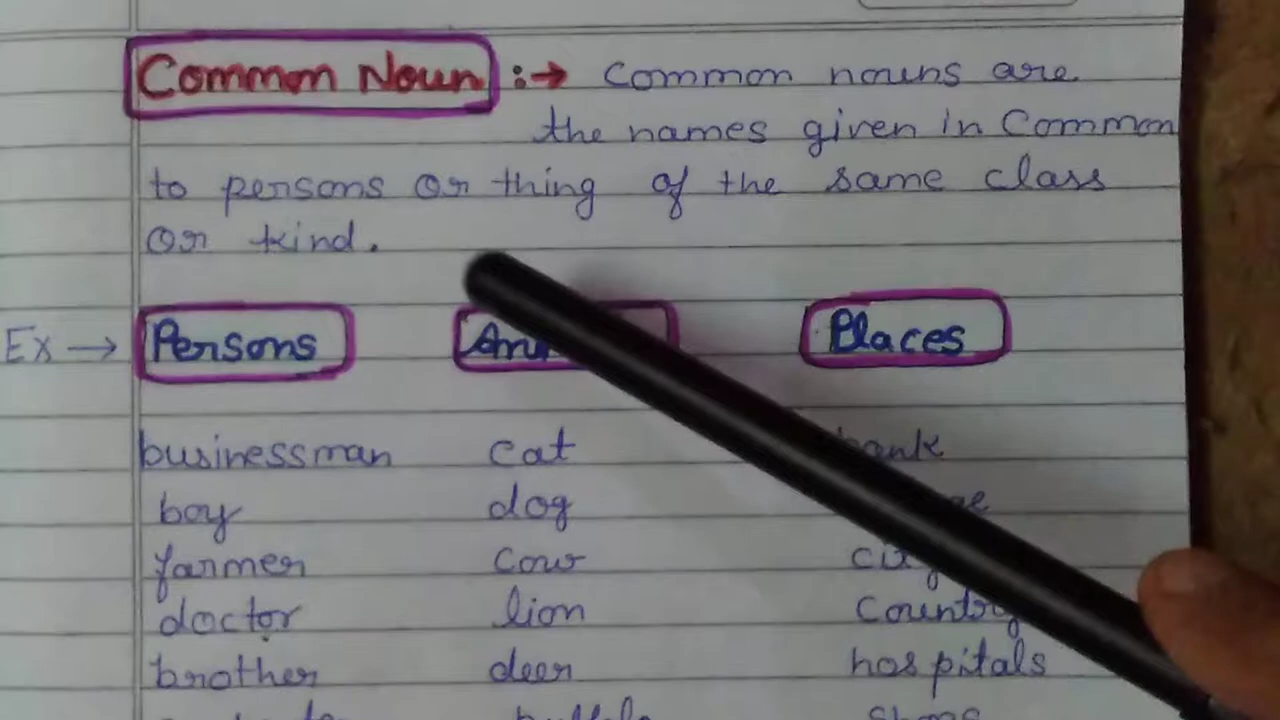 Common Noun :→ Common nouns are
the names given in Common
to persons or thing of the same class
or kind.
Ex → Persons Places
businessman cat
boy dog
farmer cow
doctor lion Country
brother deer hospitals